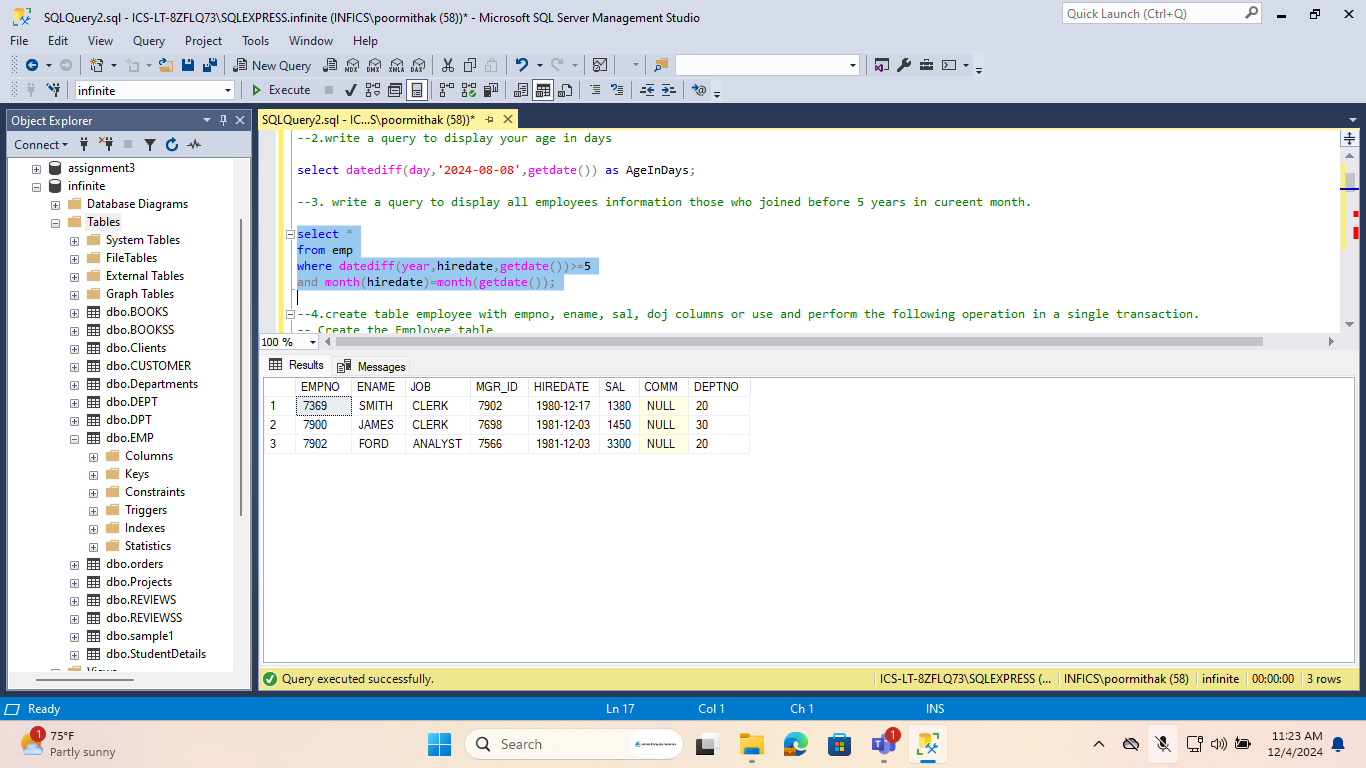 SQLQuery2.sql - ICS-LT-8ZFLQ73\SQLEXPRESS.infinite (INFICS\poormithak (58))* - Microsoft SQL Server Management Studio
Quick Launch (Ctrl+Q)
File Edit View Query Project Tools Window Help
New Query MDX DMX XMLA DAX
infinite Execute
Object Explorer
Connect
assignment3
infinite
Database Diagrams
Tables
System Tables
FileTables
External Tables
Graph Tables
dbo.BOOKS
dbo.BOOKSS
dbo.Clients
dbo.CUSTOMER
dbo.Departments
dbo.DEPT
dbo.DPT
dbo.EMP
Columns
Keys
Constraints
Triggers
Indexes
Statistics
dbo.orders
dbo.Projects
dbo.REVIEWS
dbo.REVIEWSS
dbo.sample1
dbo.StudentDetails
Views
SQLQuery2.sql - IC...S\poormithak (58))*
--2.write a query to display your age in days
select datediff(day,'2024-08-08',getdate()) as AgeInDays;
--3. write a query to display all employees information those who joined before 5 years in cureent month.
select *
from emp
where datediff(year,hiredate,getdate())>=5
and month(hiredate)=month(getdate());
--4.create table employee with empno, ename, sal, doj columns or use and perform the following operation in a single transaction.
-- Create the Employee table
100 %
Results Messages
EMPNO ENAME JOB MGR_ID HIREDATE SAL COMM DEPTNO
1 7369 SMITH CLERK 7902 1980-12-17 1380 NULL 20
2 7900 JAMES CLERK 7698 1981-12-03 1450 NULL 30
3 7902 FORD ANALYST 7566 1981-12-03 3300 NULL 20
Query executed successfully.
ICS-LT-8ZFLQ73\SQLEXPRESS (... INFICS\poormithak (58) infinite 00:00:00 3 rows
Ready Ln 17 Col 1 Ch 1 INS
1
75°F
Partly sunny
Search
1
11:23 AM
12/4/2024